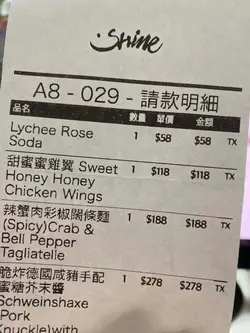 Shine
A8 - 029 - 請款明細
品名 數量 單價 金額
Lychee Rose 1 $58 $58 TX
Soda
甜蜜蜜雞翼 Sweet 1 $118 $118 TX
Honey Honey
Chicken Wings
辣蟹肉彩椒闊條麵 1 $188 $188 TX
(Spicy)Crab &
Bell Pepper
Tagliatelle
脆炸德國咸豬手配 1 $278 $278 TX
蜜糖芥末醬
Schweinshaxe
(Pork
Knuckle)with